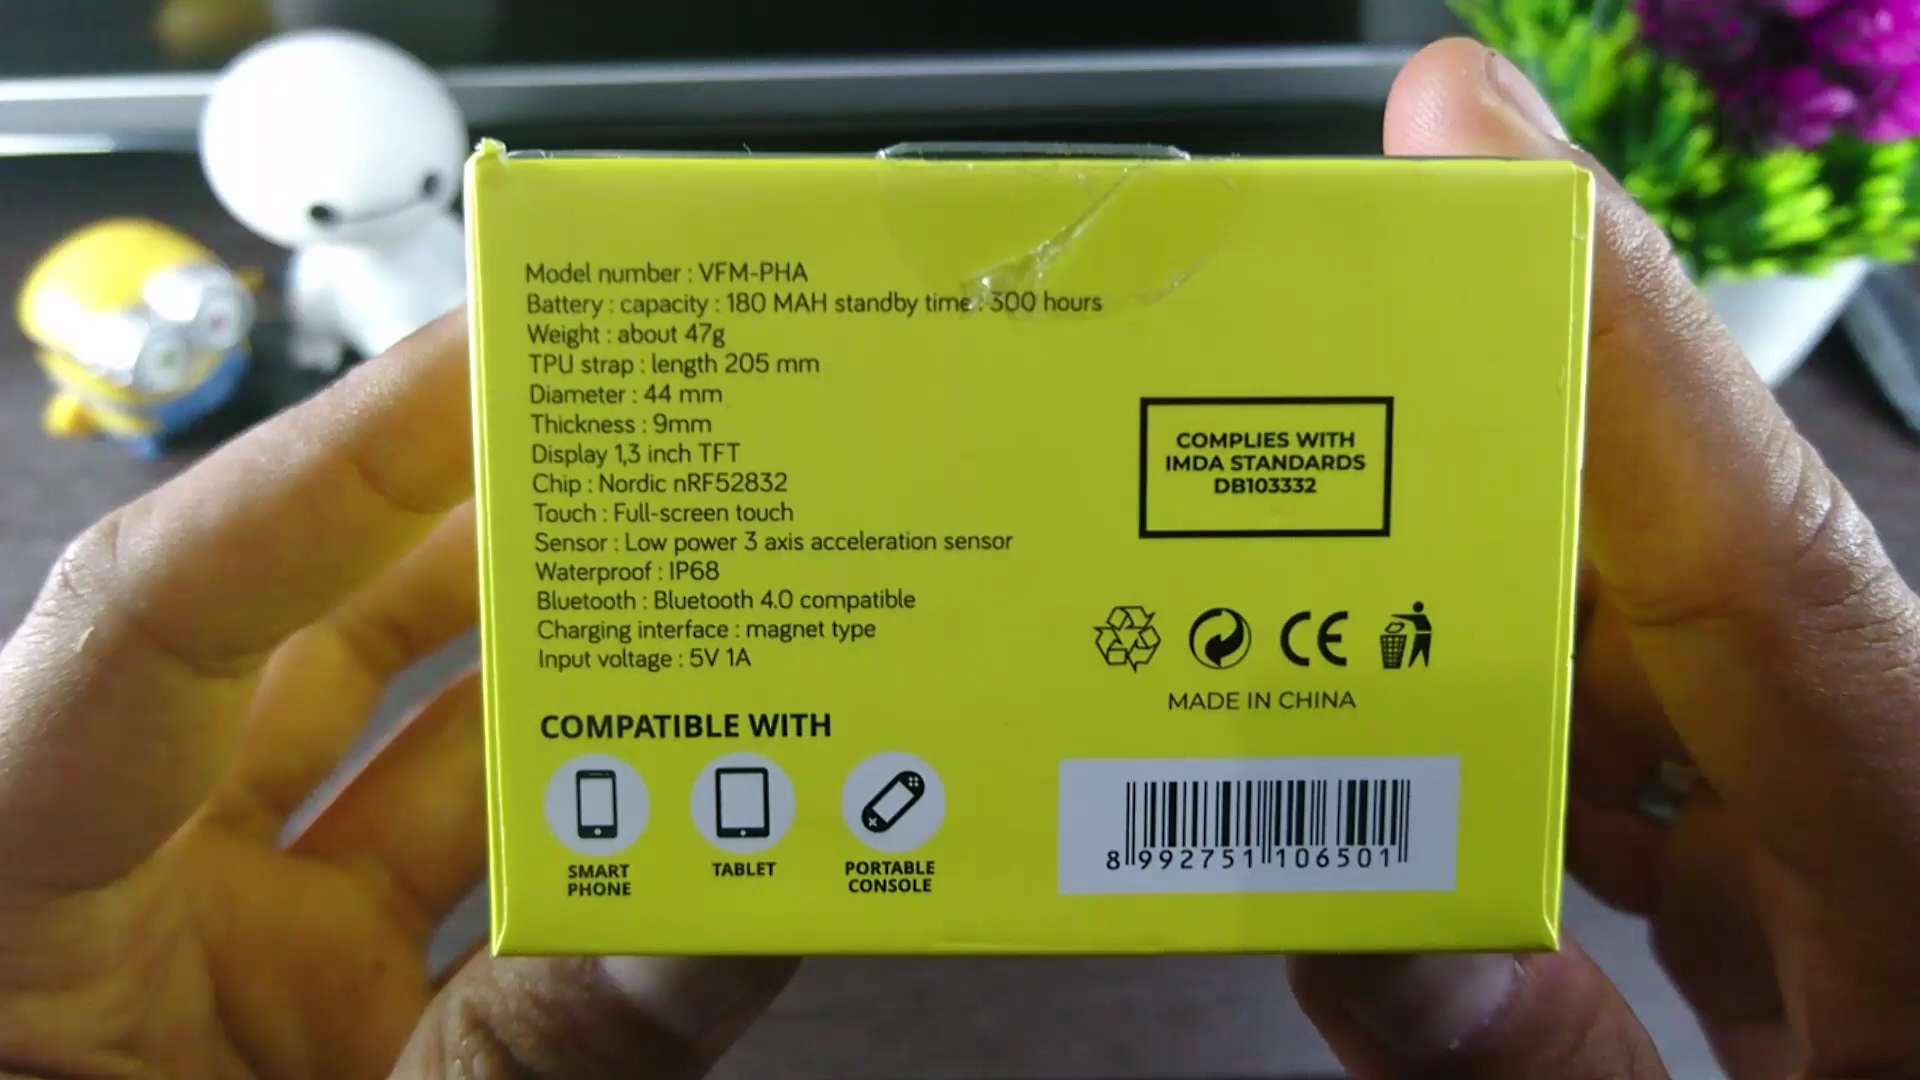 Model number : VFM-PHA
Battery : capacity : 180 MAH standby time : 300 hours
Weight : about 47g
TPU strap : length 205 mm
Diameter : 44 mm
Thickness : 9mm
Display 1,3 inch TFT
Chip : Nordic nRF52832
Touch : Full-screen touch
Sensor : Low power 3 axis acceleration sensor
Waterproof : IP68
Bluetooth : Bluetooth 4.0 compatible
Charging interface : magnet type
Input voltage : 5V 1A
COMPATIBLE WITH
SMART
PHONE
TABLET
PORTABLE
CONSOLE
COMPLIES WITH
IMDA STANDARDS
DB103332
CE
MADE IN CHINA
8 992751 106501